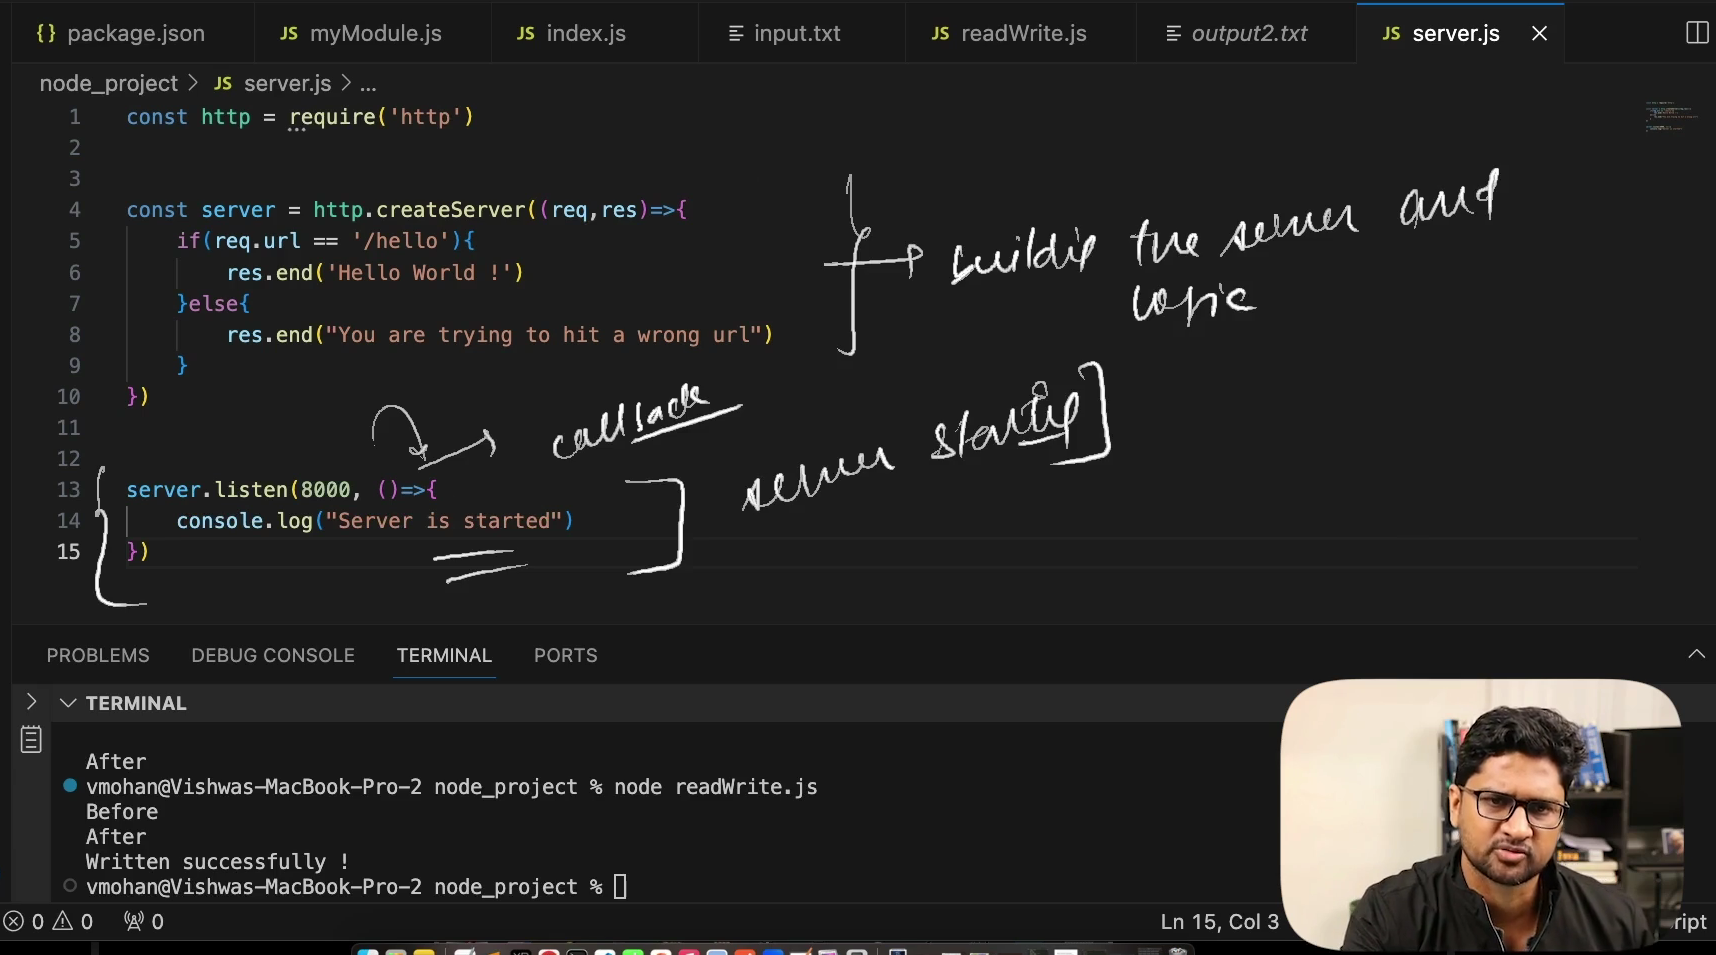 {} package.json JS myModule.js JS index.js input.txt JS readWrite.js output2.txt JS server.js
node_project > JS server.js > ...
1 const http = require('http')
2
3
4 const server = http.createServer((req,res)=>{
5 if(req.url == '/hello'){
6 res.end('Hello World !')
7 }else{
8 res.end("You are trying to hit a wrong url")
9 }
10 })
11
12
13 server.listen(8000, ()=>{
14 console.log("Server is started")
15 })
buildig the server and
logic
callback
server startig
PROBLEMS DEBUG CONSOLE TERMINAL PORTS
TERMINAL
After
vmohan@Vishwas-MacBook-Pro-2 node_project % node readWrite.js
Before
After
Written successfully !
vmohan@Vishwas-MacBook-Pro-2 node_project %
0 0 0 Ln 15, Col 3 ript